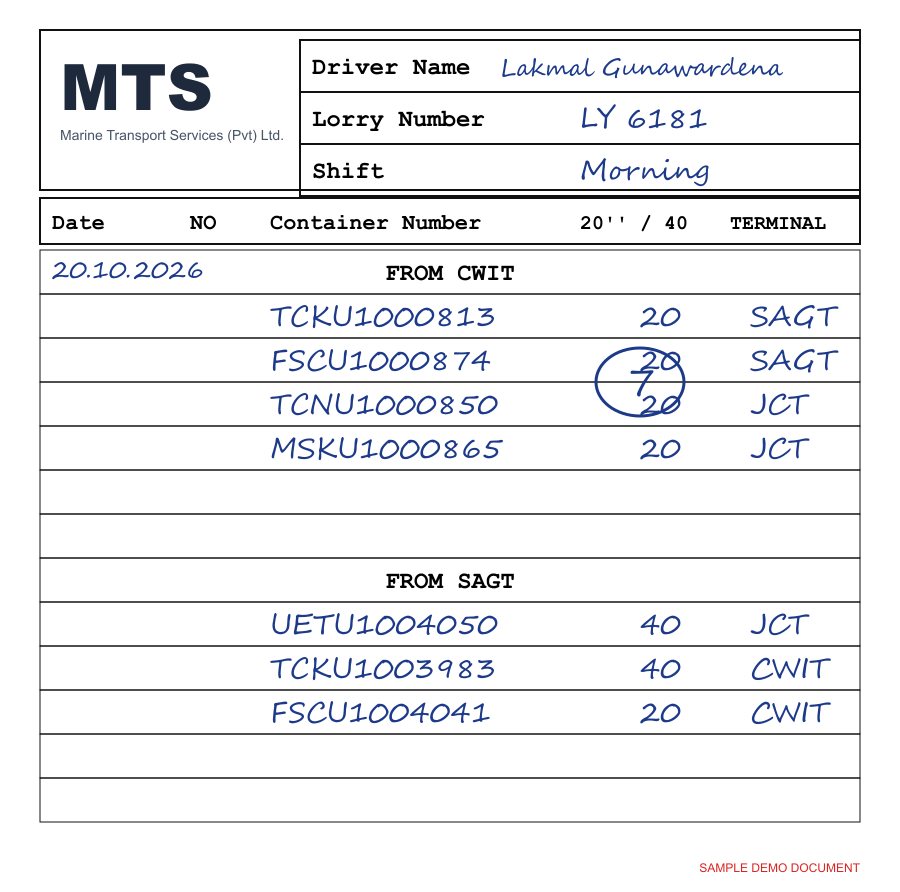 MTS
Marine Transport Services (Pvt) Ltd.
Driver Name Lakmal Gunawardena
Lorry Number LY 6181
Shift Morning
Date NO Container Number 20'' / 40 TERMINAL
20.10.2026 FROM CWIT
TCKU1000813 20 SAGT
FSCU1000874 20 SAGT
7
TCNU1000850 20 JCT
MSKU1000865 20 JCT
FROM SAGT
UETU1004050 40 JCT
TCKU1003983 40 CWIT
FSCU1004041 20 CWIT
SAMPLE DEMO DOCUMENT